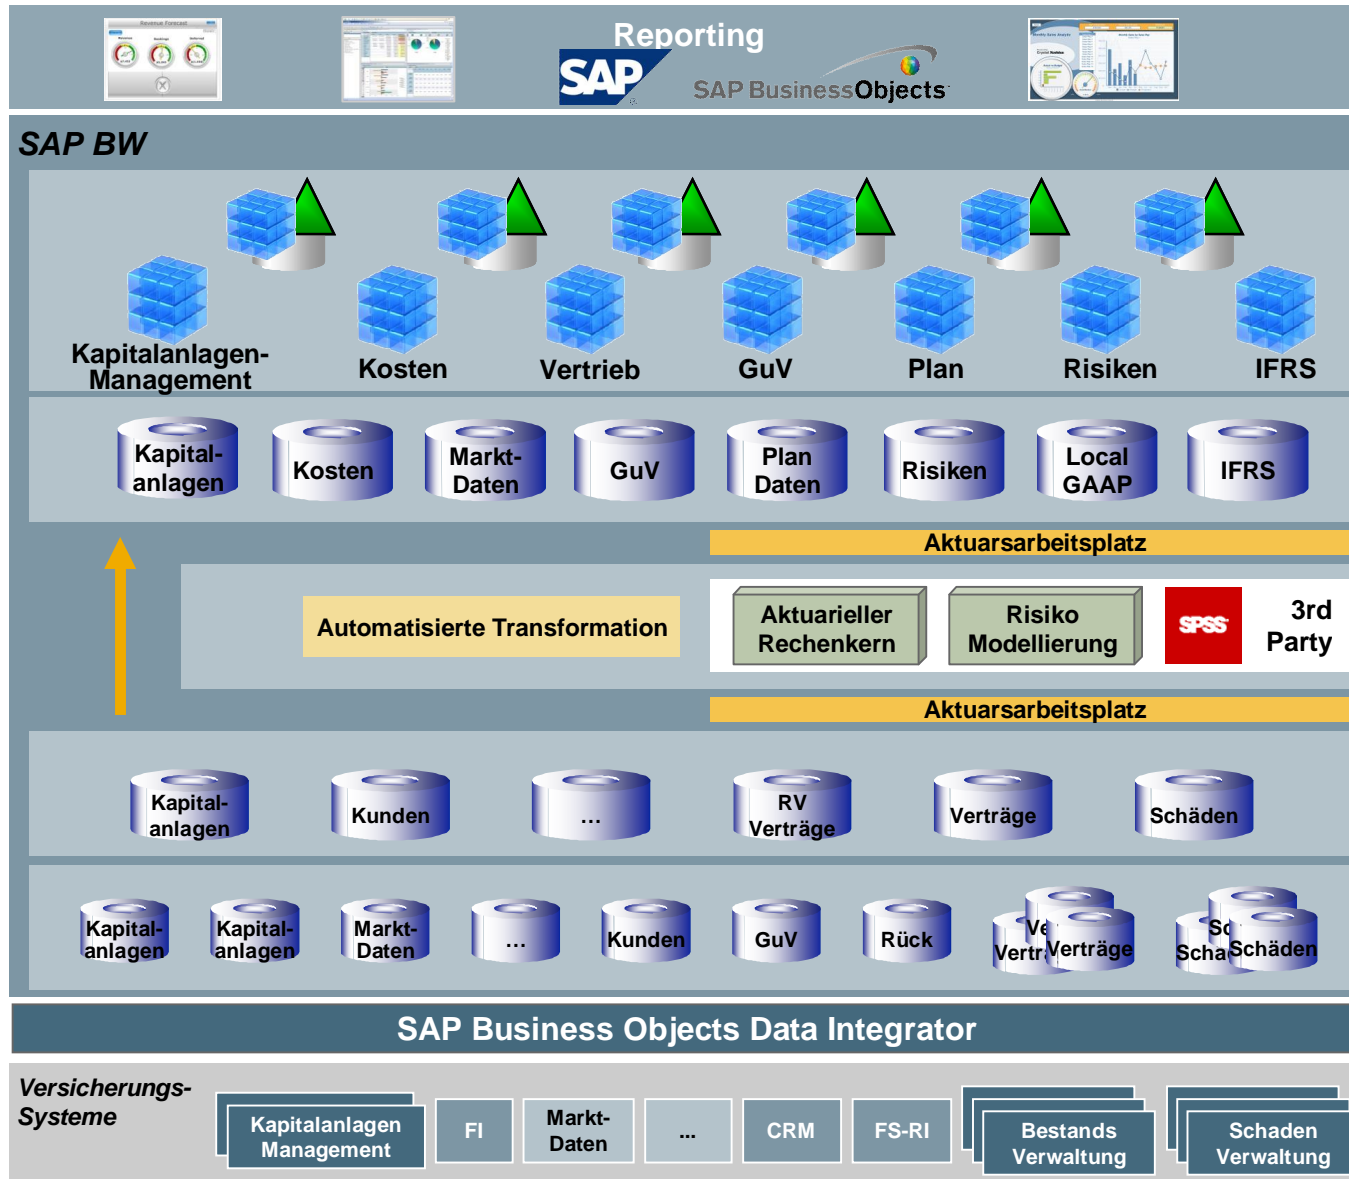 Revenue Forecast
Reporting
SAP
SAP BusinessObjects
SAP BW
Kapitalanlagen-
Management
Kosten
Vertrieb
GuV
Plan
Risiken
IFRS
Kapital-
anlagen
Kosten
Markt-
Daten
GuV
Plan
Daten
Risiken
Local
GAAP
IFRS
Aktuarsarbeitsplatz
Automatisierte Transformation
Aktuarieller
Rechenkern
Risiko
Modellierung
SPSS
3rd
Party
Aktuarsarbeitsplatz
Kapital-
anlagen
Kunden
...
RV
Verträge
Verträge
Schäden
Kapital-
anlagen
Kapital-
anlagen
Markt-
Daten
...
Kunden
GuV
Rück
Verträge
Schäden
SAP Business Objects Data Integrator
Versicherungs-
Systeme
Kapitalanlagen
Management
FI
Markt-
Daten
...
CRM
FS-RI
Bestands
Verwaltung
Schaden
Verwaltung